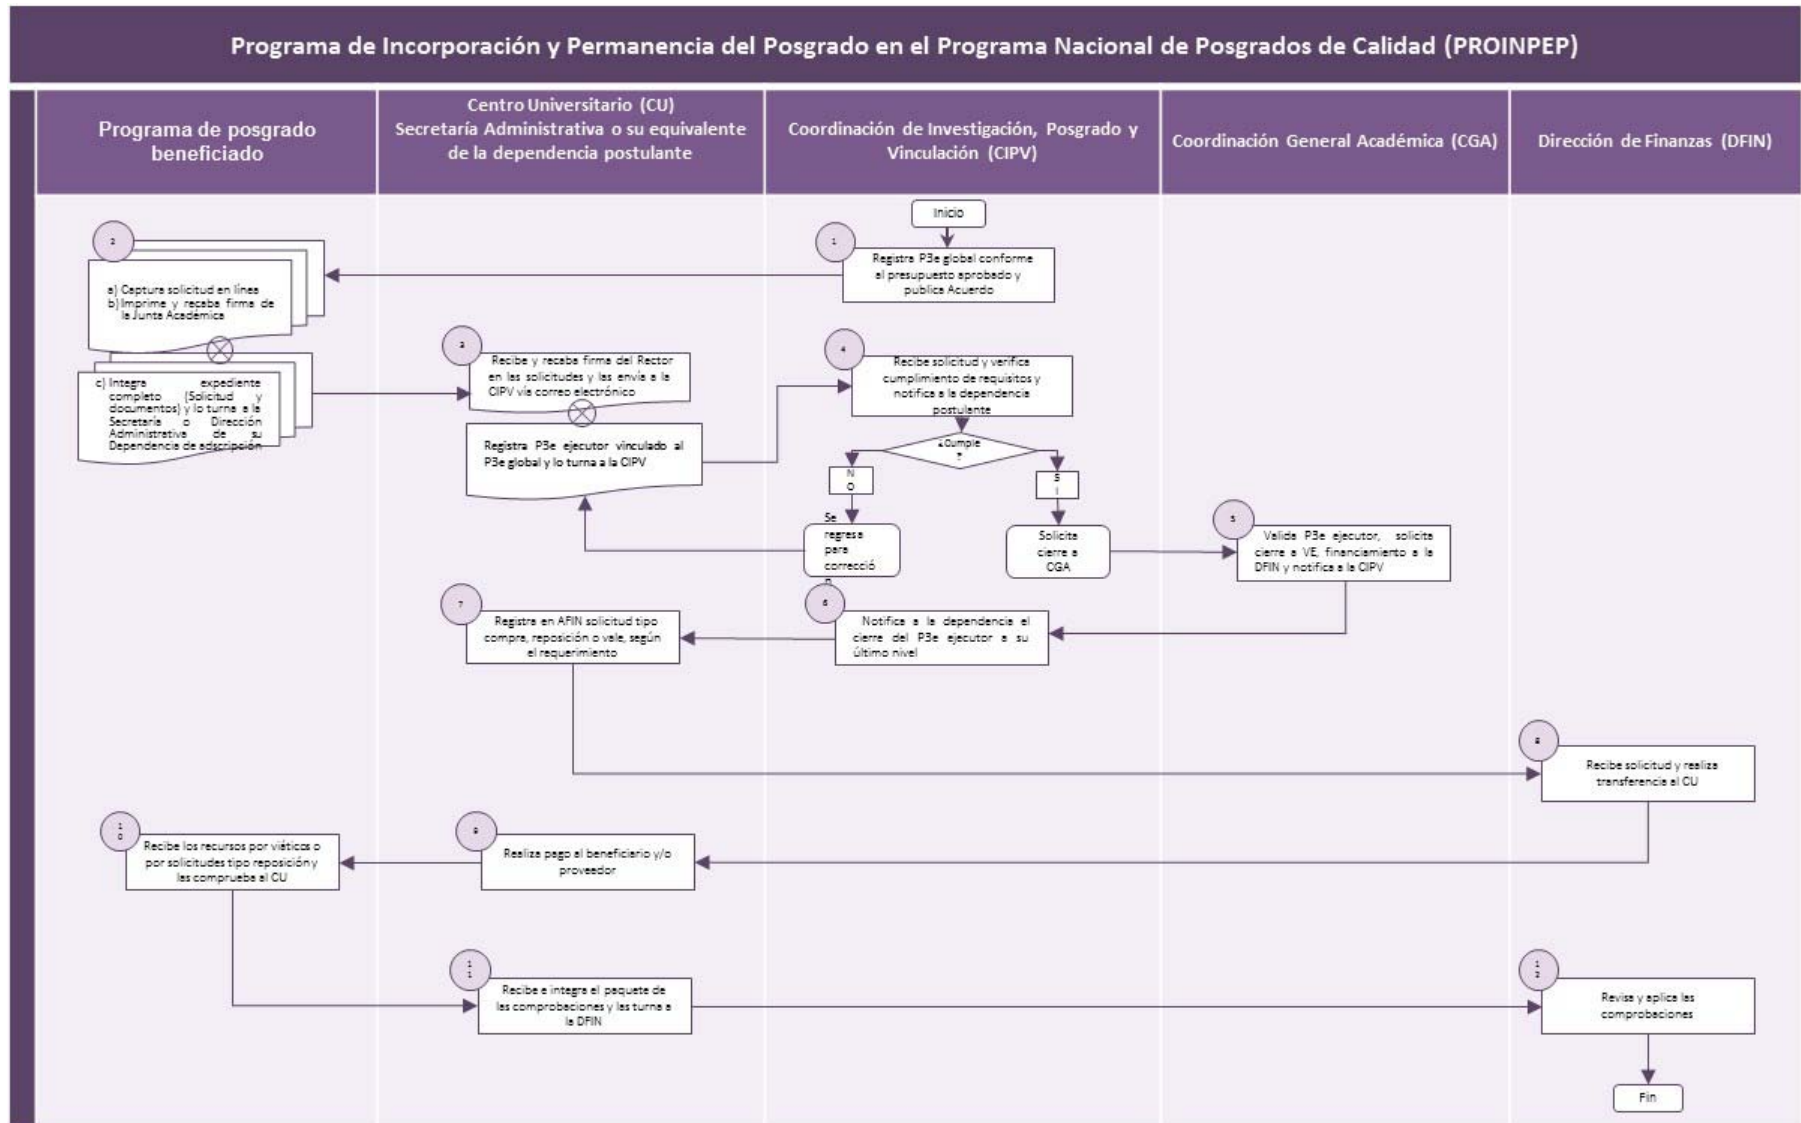 Programa de Incorporación y Permanencia del Posgrado en el Programa Nacional de Posgrados de Calidad (PROINPEP)
Programa de posgrado
beneficiado
Centro Universitario (CU)
Secretaría Administrativa o su equivalente
de la dependencia postulante
Coordinación de Investigación, Posgrado y
Vinculación (CIPV)
Coordinación General Académica (CGA)
Dirección de Finanzas (DFIN)
Inicio
1
Registra P3e global conforme
al presupuesto aprobado y
publica Acuerdo
2
a) Captura solicitud en línea
b) Imprime y recaba firma de
la Junta Académica
c) Integra expediente
completo (Solicitud y
documentos) y lo turna a la
Secretaría o Dirección
Administrativa de su
Dependencia de adscripción
3
Recibe y recaba firma del Rector
en las solicitudes y las envía a la
CIPV vía correo electrónico
Registra P3e ejecutor vinculado al
P3e global y lo turna a la CIPV
4
Recibe solicitud y verifica
cumplimiento de requisitos y
notifica a la dependencia
postulante
¿Cumple
?
N
O
S
I
Se
regresa
para
correcció
n
Solicita
cierre a
CGA
5
Valida P3e ejecutor, solicita
cierre a VE, financiamiento a la
DFIN y notifica a la CIPV
6
Notifica a la dependencia el
cierre del P3e ejecutor a su
último nivel
7
Registra en AFIN solicitud tipo
compra, reposición o vale, según
el requerimiento
8
Recibe solicitud y realiza
transferencia al CU
9
Realiza pago al beneficiario y/o
proveedor
1
0
Recibe los recursos por viáticos o
por solicitudes tipo reposición y
las comprueba al CU
1
1
Recibe e integra el paquete de
las comprobaciones y las turna a
la DFIN
1
2
Revisa y aplica las
comprobaciones
Fin